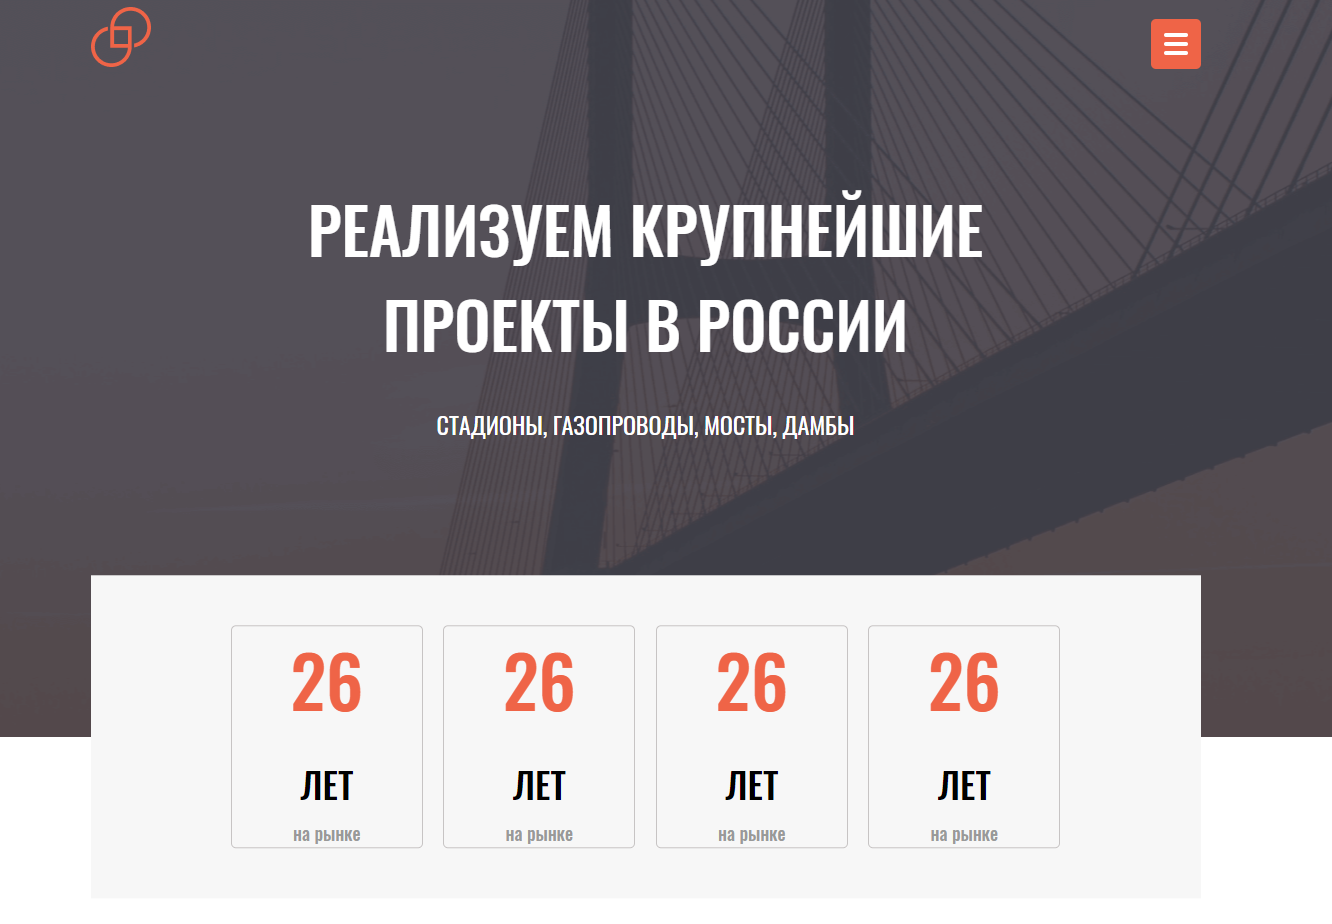 РЕАЛИЗУЕМ КРУПНЕЙШИЕ
ПРОЕКТЫ В РОССИИ
СТАДИОНЫ, ГАЗОПРОВОДЫ, МОСТЫ, ДАМБЫ
26 26 26 26
ЛЕТ ЛЕТ ЛЕТ ЛЕТ
на рынке на рынке на рынке на рынке